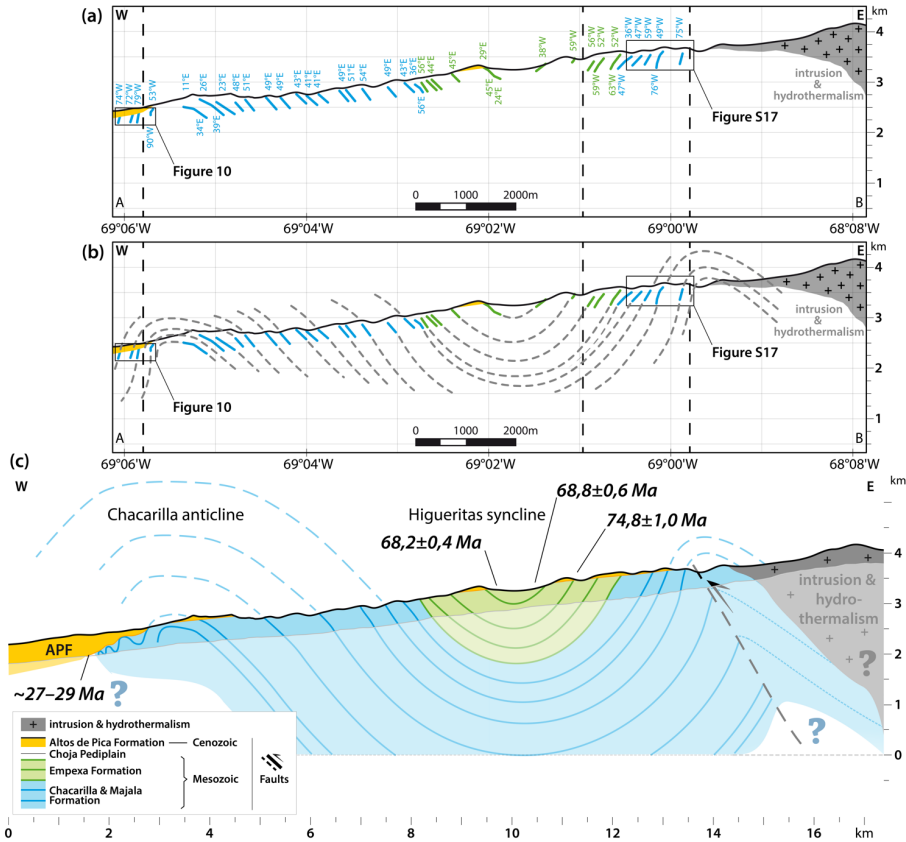 (a)
W
E
km
74°W
72°W
79°W
53°W
90°W
11°E
26°E
23°E
48°E
51°E
34°E
39°E
49°E
49°E
43°E
41°E
41°E
49°E
51°E
54°E
49°E
43°E
36°E
56°E
56°E
44°E
45°E
29°E
45°E
24°E
38°W
59°W
56°W
52°W
52°W
59°W
63°W
47°W
36°W
47°W
59°W
49°W
76°W
75°W
4
3
2
1
intrusion
&
hydrothermalism
Figure S17
Figure 10
0 1000 2000m
A
B
69°06'W 69°04'W 69°02'W 69°00'W 68°08'W
(b)
W
E
km
4
3
2
1
intrusion
&
hydrothermalism
Figure S17
Figure 10
0 1000 2000m
A
B
69°06'W 69°04'W 69°02'W 69°00'W 68°08'W
(c)
W
E
km
68,8±0,6 Ma
Chacarilla anticline
Higueritas syncline
74,8±1,0 Ma
68,2±0,4 Ma
4
3
2
1
0
intrusion &
hydro-
thermalism
APF
?
?
?
~27–29 Ma
intrusion & hydrothermalism
Altos de Pica Formation
Cenozoic
Choja Pediplain
Empexa Formation
Mesozoic
Faults
Chacarilla & Majala
Formation
0 2 4 6 8 10 12 14 16 km